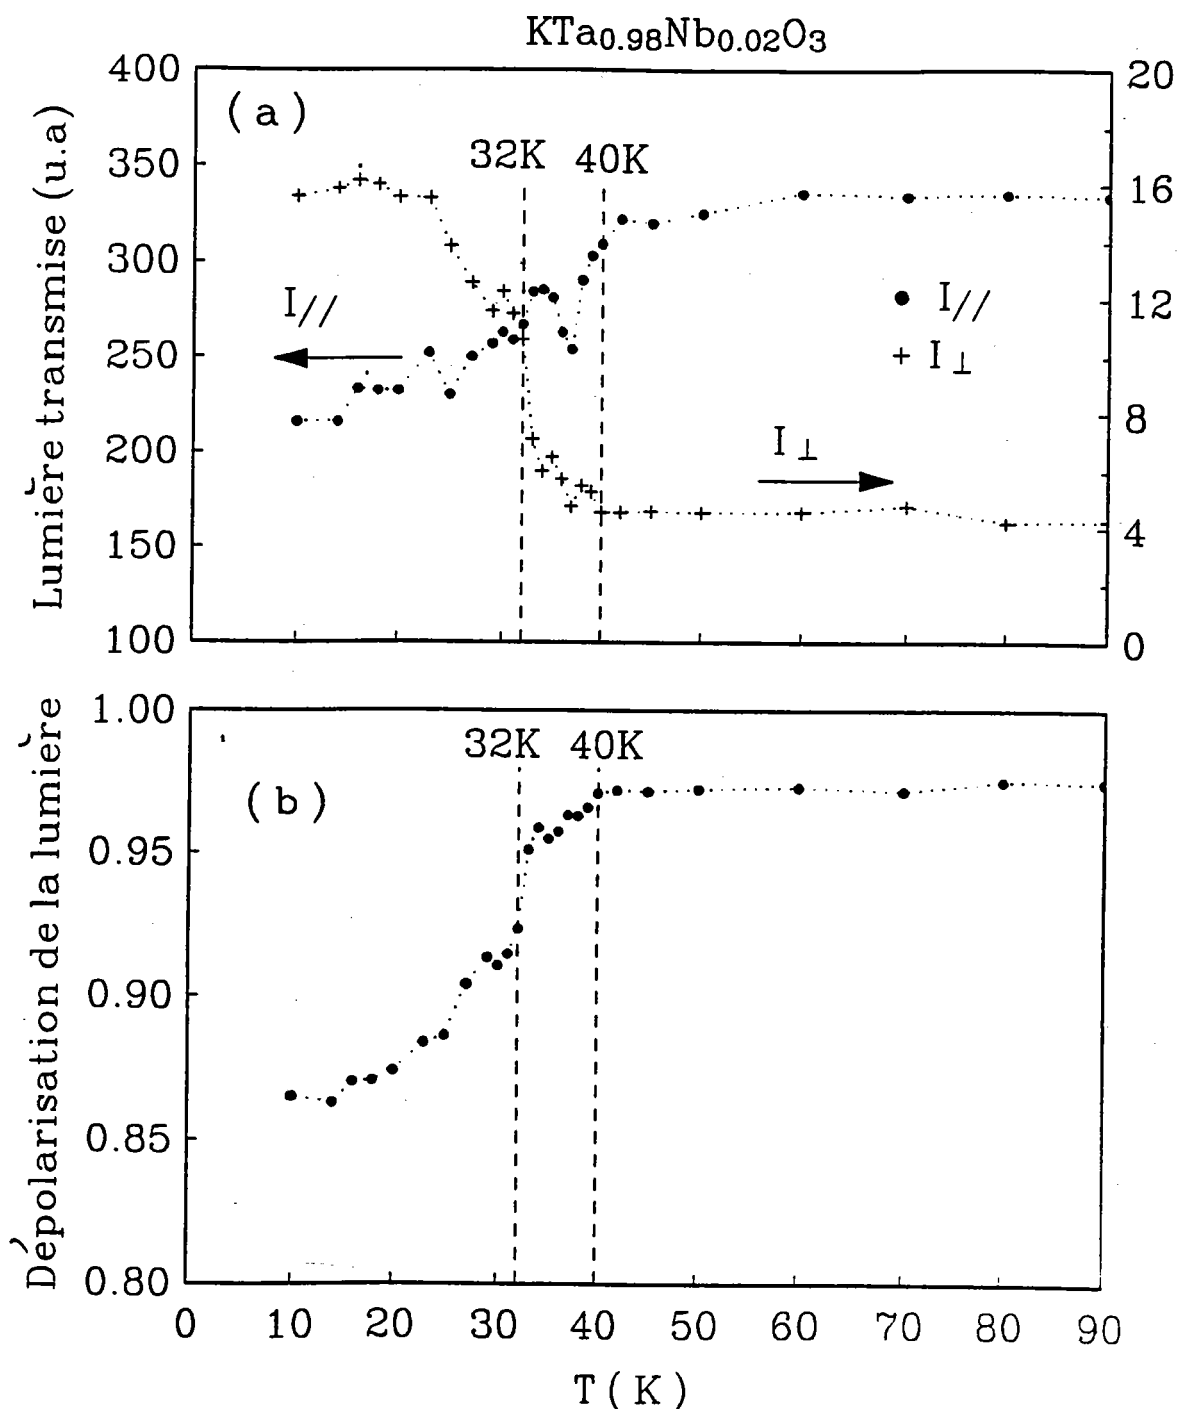 KTa0.98Nb0.02O3
(a)
32K 40K
Lumière transmise (u.a)
400
350
300
250
200
150
100
20
16
12
8
4
0
I//
I//
I⊥
I⊥
(b)
32K 40K
Dépolarisation de la lumière
1.00
0.95
0.90
0.85
0.80
0 10 20 30 40 50 60 70 80 90
T(K)